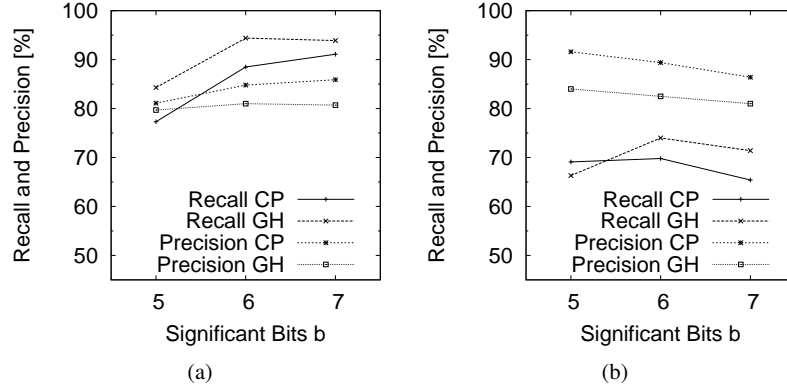 100
90
80
70
60
50
Recall and Precision [%]
Recall CP
Recall GH
Precision CP
Precision GH
5 6 7
Significant Bits b
(a)
100
90
80
70
60
50
Recall and Precision [%]
Recall CP
Recall GH
Precision CP
Precision GH
5 6 7
Significant Bits b
(b)